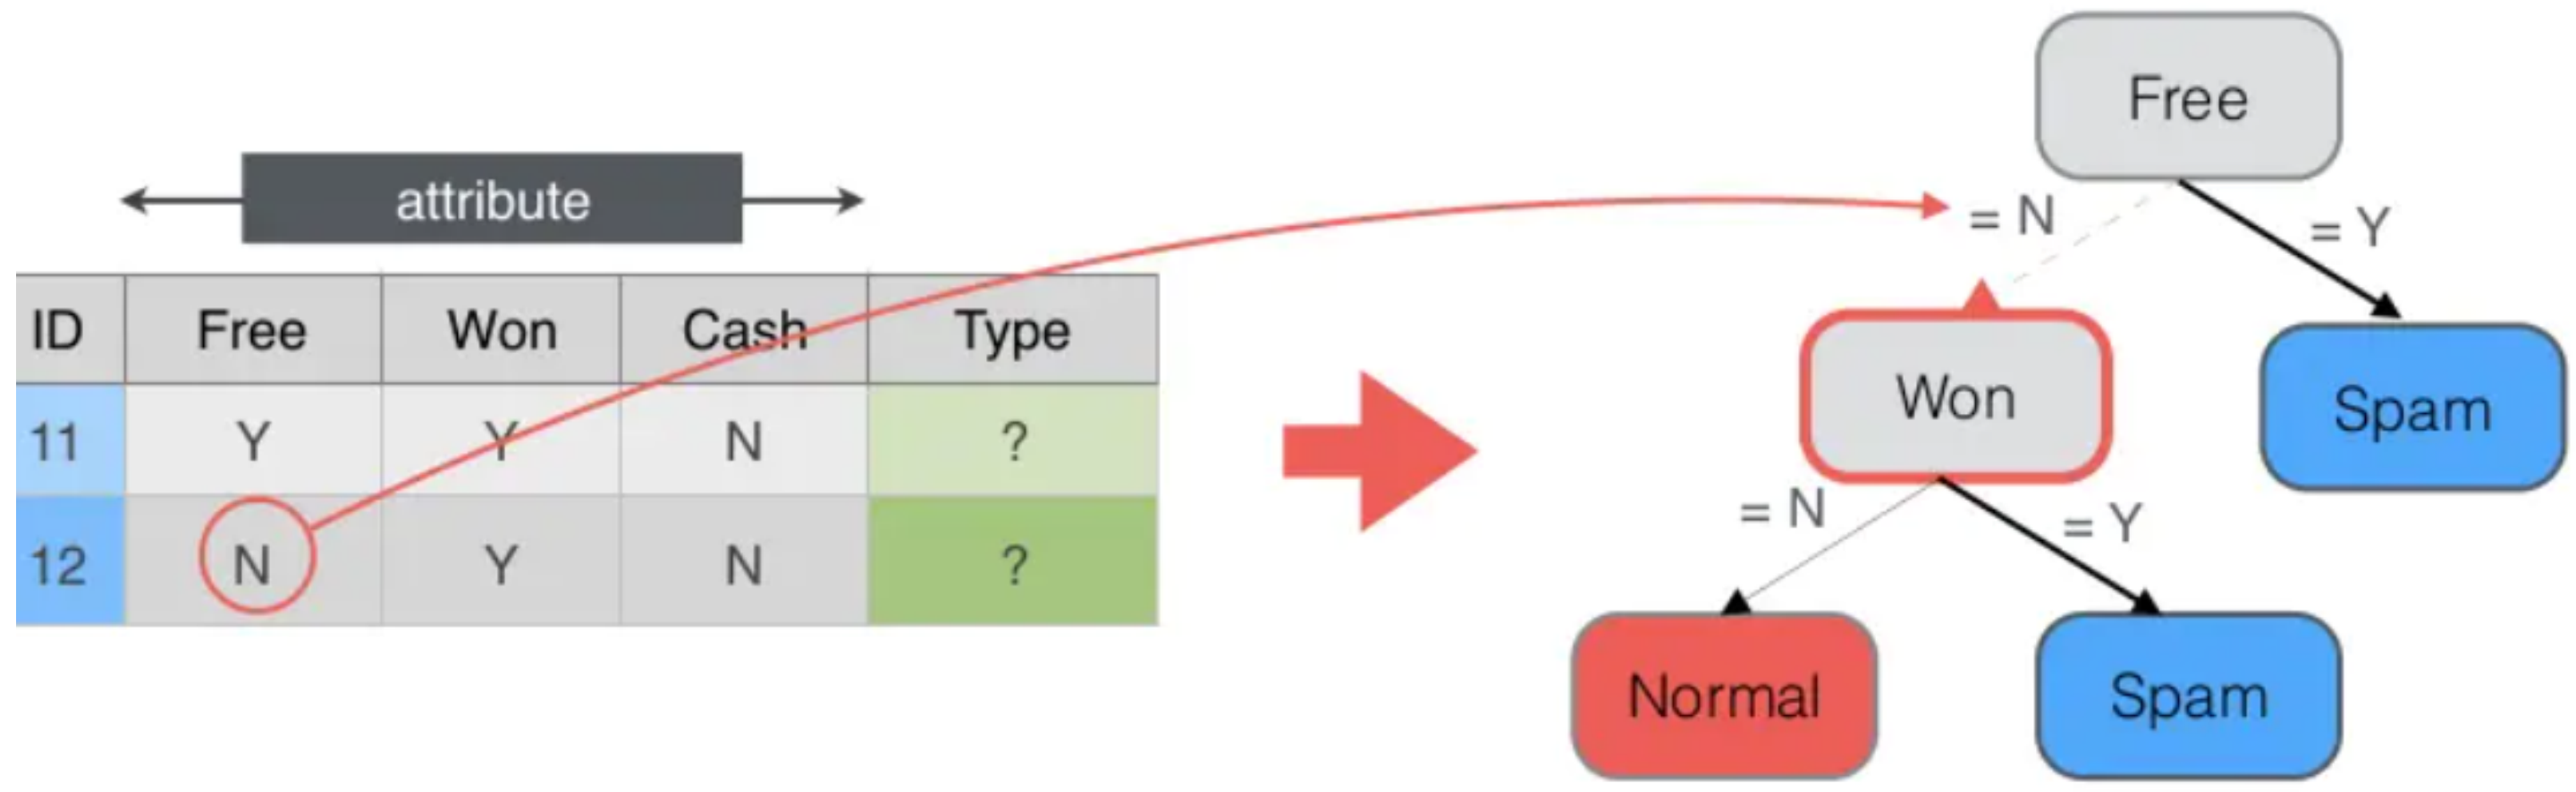 attribute
ID Free Won Cash Type
11 Y Y N ?
12 N Y N ?
Free
= N
= Y
Won
Spam
= N
= Y
Normal
Spam